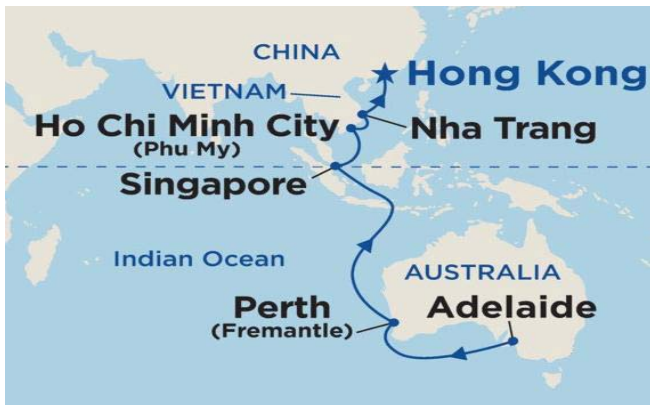 CHINA
Hong Kong
VIETNAM
Ho Chi Minh City
(Phu My)
Nha Trang
Singapore
Indian Ocean
AUSTRALIA
Perth
(Fremantle)
Adelaide